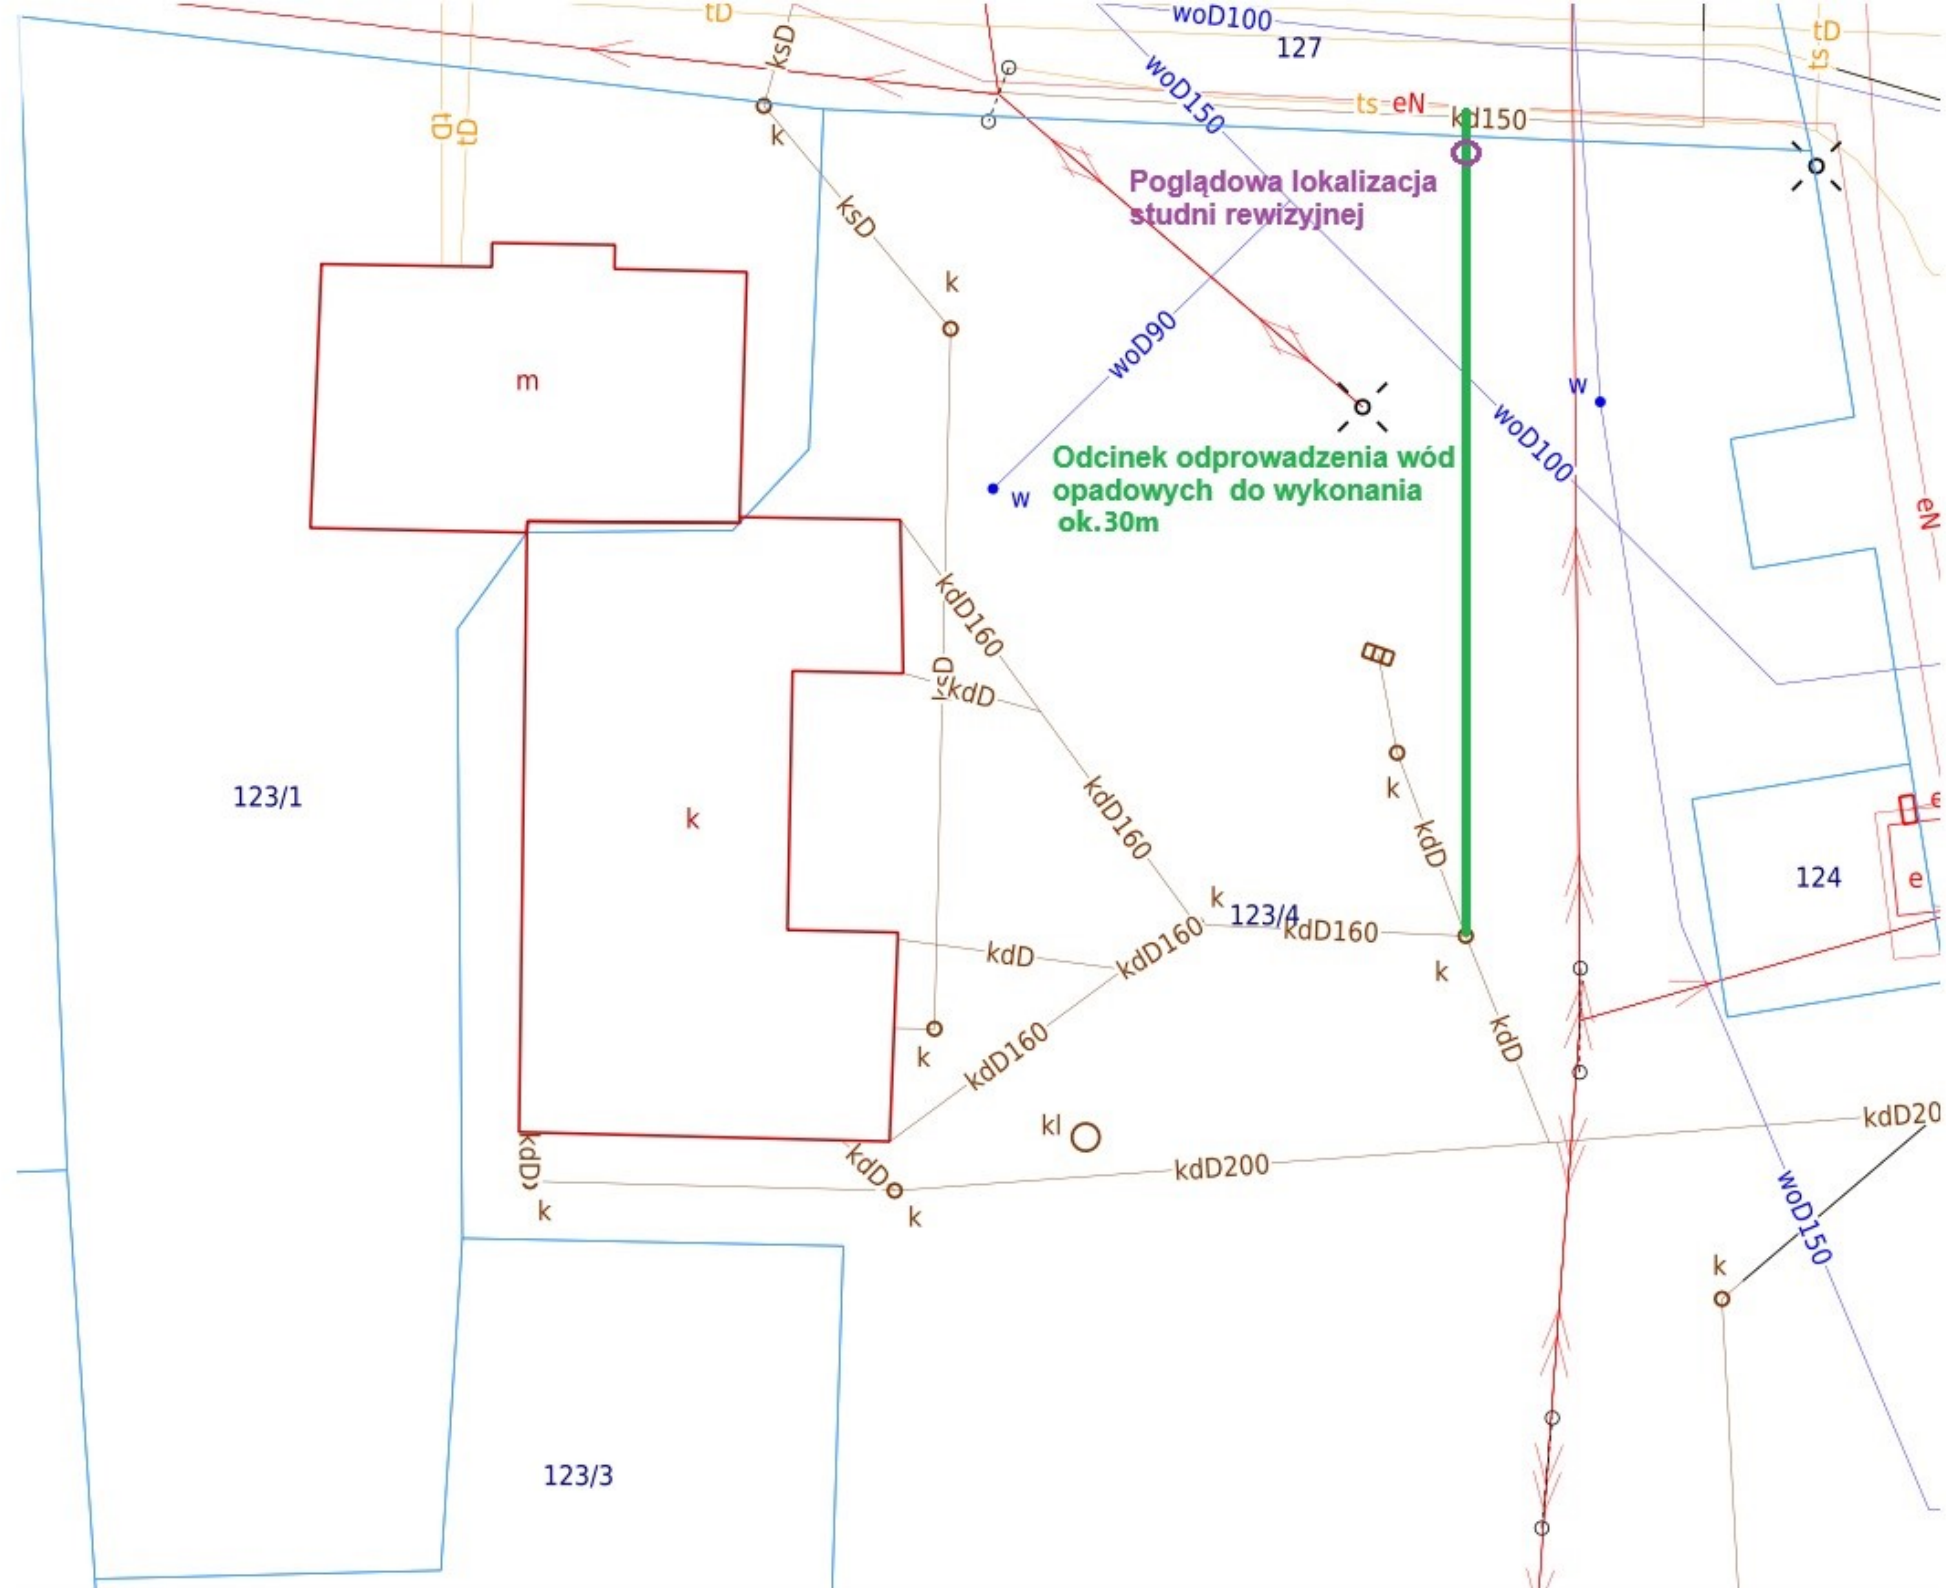 tD
woD100
tD
ksD
127
ts
woD150
ts
eN
kd150
tD
tD
k
Poglądowa lokalizacja
studni rewizyjnej
ksD
k
woD90
w
m
woD100
Odcinek odprowadzenia wód
opadowych do wykonania
ok.30m
w
eN
kdD160
kdD
k
123/1
k
kdD160
kdD
e
124
e
k
123/4
kdD160
kdD160
kdD
k
kdD
k
kdD160
kl
kdD20
kdD
kdD
kdD200
k
k
woD150
k
123/3